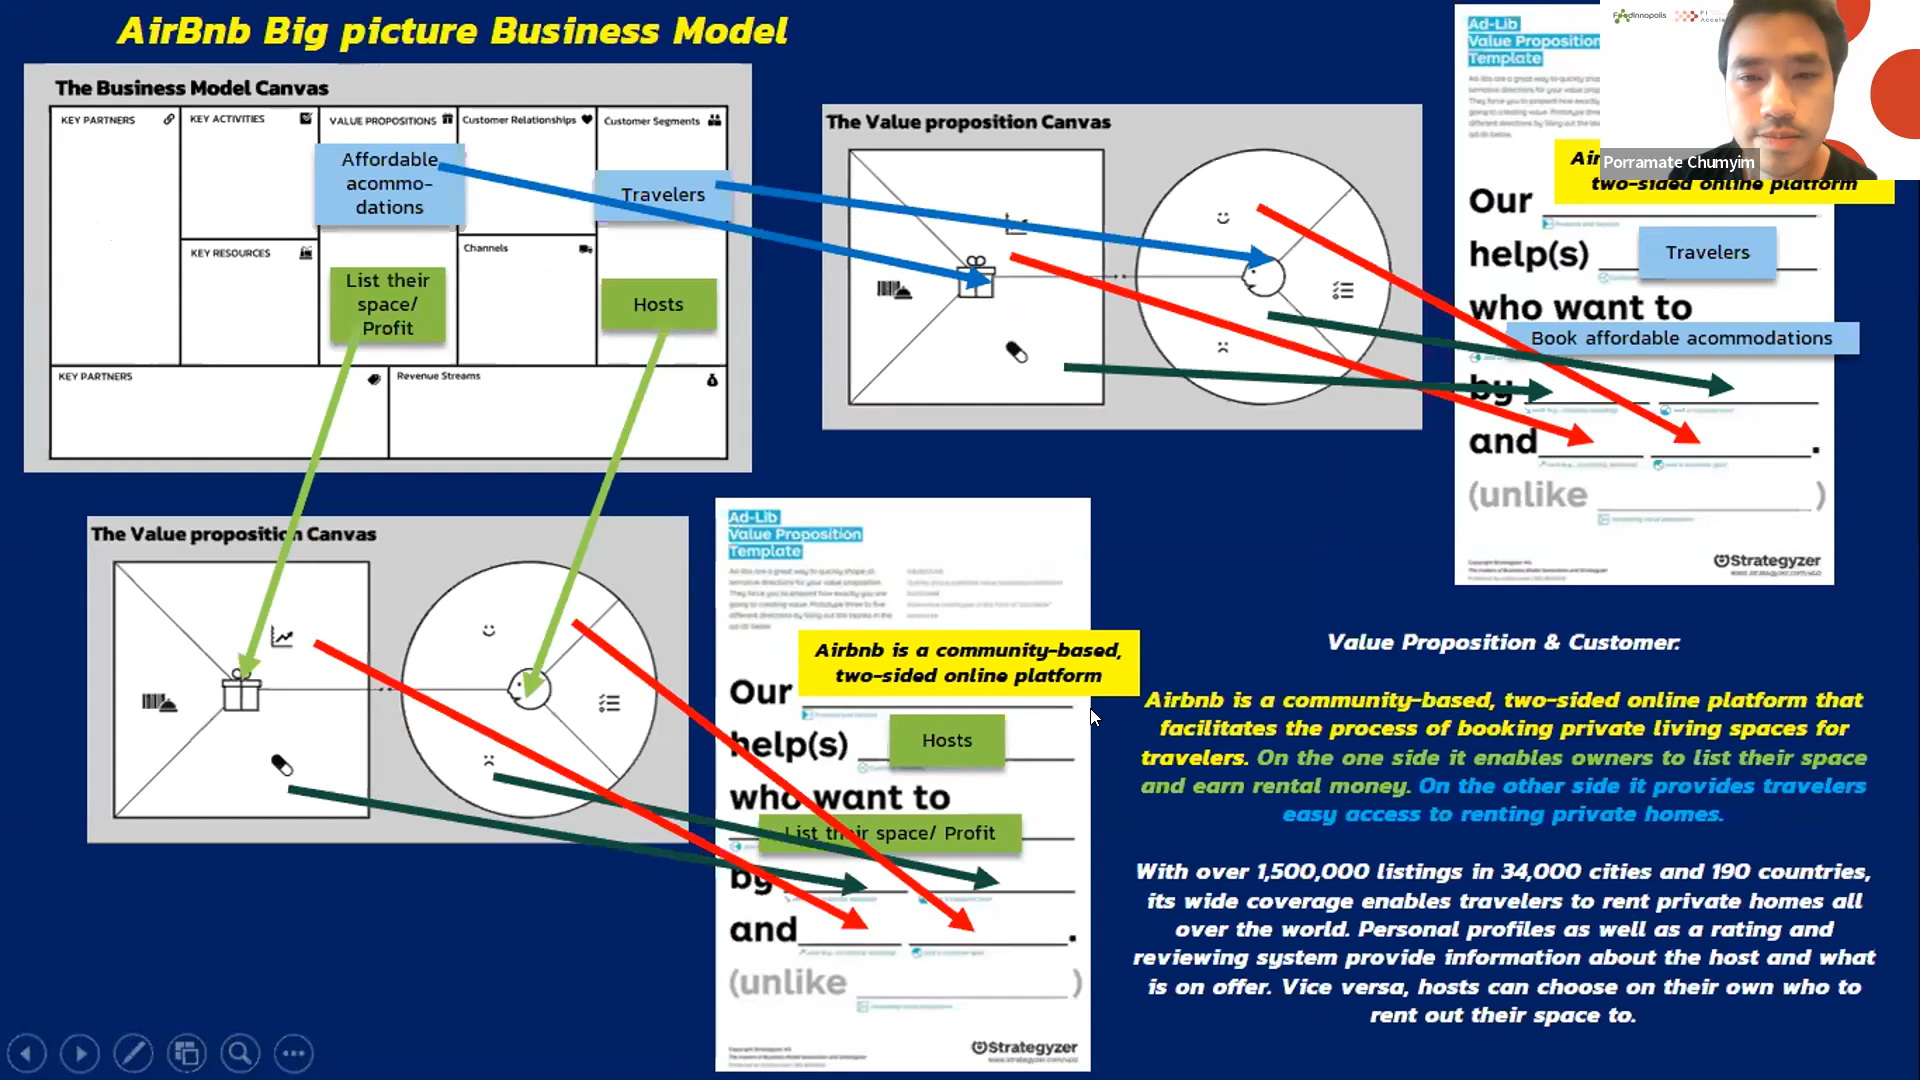 AirBnb Big picture Business Model
The Business Model Canvas
KEY PARTNERS
KEY ACTIVITIES
VALUE PROPOSITIONS
Customer Relationships
Customer Segments
Affordable
acommo-
dations
Travelers
KEY RESOURCES
Channels
List their
space/
Profit
Hosts
KEY PARTNERS
Revenue Streams
The Value proposition Canvas
Ad-Lib
Value Proposition
Template
Foodinnopolis
Porramate Chumyim
two-sided online platform
Our
help(s)
Travelers
who want to
Book affordable acommodations
by
and
.
(unlike
)
Strategyzer
The Value proposition Canvas
Ad-Lib
Value Proposition
Template
Airbnb is a community-based,
two-sided online platform
Our
help(s)
Hosts
who want to
List their space/ Profit
by
and
.
(unlike
)
Strategyzer
Value Proposition & Customer:
Airbnb is a community-based, two-sided online platform that
facilitates the process of booking private living spaces for
travelers. On the one side it enables owners to list their space
and earn rental money. On the other side it provides travelers
easy access to renting private homes.
With over 1,500,000 listings in 34,000 cities and 190 countries,
its wide coverage enables travelers to rent private homes all
over the world. Personal profiles as well as a rating and
reviewing system provide information about the host and what
is on offer. Vice versa, hosts can choose on their own who to
rent out their space to.